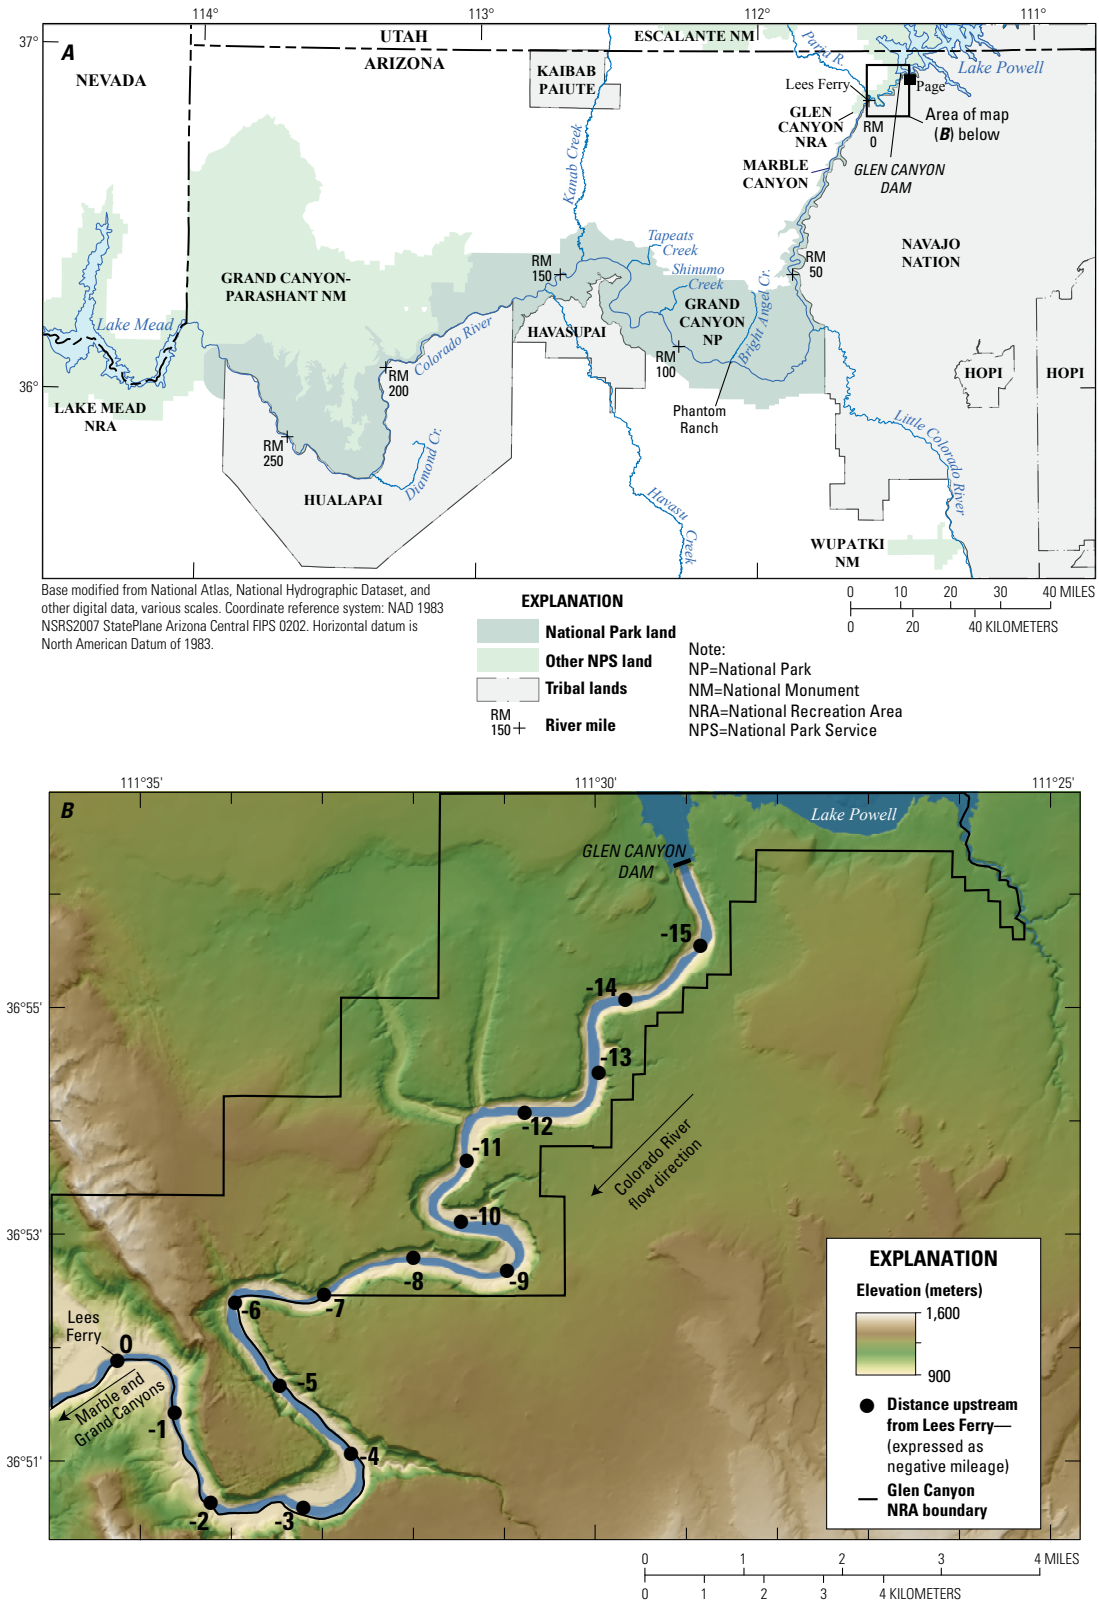 114°
113°
112°
111°
37°
36°
A
UTAH
ARIZONA
NEVADA
ESCALANTE NM
KAIBAB
PAIUTE
Paria R.
Lake Powell
Lees Ferry
Page
GLEN
CANYON
NRA
RM
0
Area of map
(B) below
MARBLE
CANYON
GLEN CANYON
DAM
Kanab Creek
Tapeats
Creek
Shinumo
Creek
RM
150
RM
50
NAVAJO
NATION
GRAND CANYON-
PARASHANT NM
GRAND
CANYON
NP
Bright Angel Cr.
Lake Mead
Colorado River
HAVASUPAI
RM
100
RM
200
HOPI
HOPI
LAKE MEAD
NRA
Phantom
Ranch
Little Colorado River
RM
250
Diamond Cr.
HUALAPAI
Havasu
Creek
WUPATKI
NM
Base modified from National Atlas, National Hydrographic Dataset, and
other digital data, various scales. Coordinate reference system: NAD 1983
NSRS2007 StatePlane Arizona Central FIPS 0202. Horizontal datum is
North American Datum of 1983.
0 10 20 30 40 MILES
0 20 40 KILOMETERS
EXPLANATION
National Park land
Other NPS land
Tribal lands
RM
150
River mile
Note:
NP=National Park
NM=National Monument
NRA=National Recreation Area
NPS=National Park Service
111°35'
111°30'
111°25'
B
Lake Powell
GLEN CANYON
DAM
-15
-14
36°55'
-13
-12
-11
Colorado River
flow direction
-10
36°53'
-9
-8
-7
-6
Lees
Ferry
0
-5
Marble and
Grand Canyons
-1
-4
36°51'
-2
-3
EXPLANATION
Elevation (meters)
1,600
900
Distance upstream
from Lees Ferry—
(expressed as
negative mileage)
Glen Canyon
NRA boundary
0 1 2 3 4 MILES
0 1 2 3 4 KILOMETERS